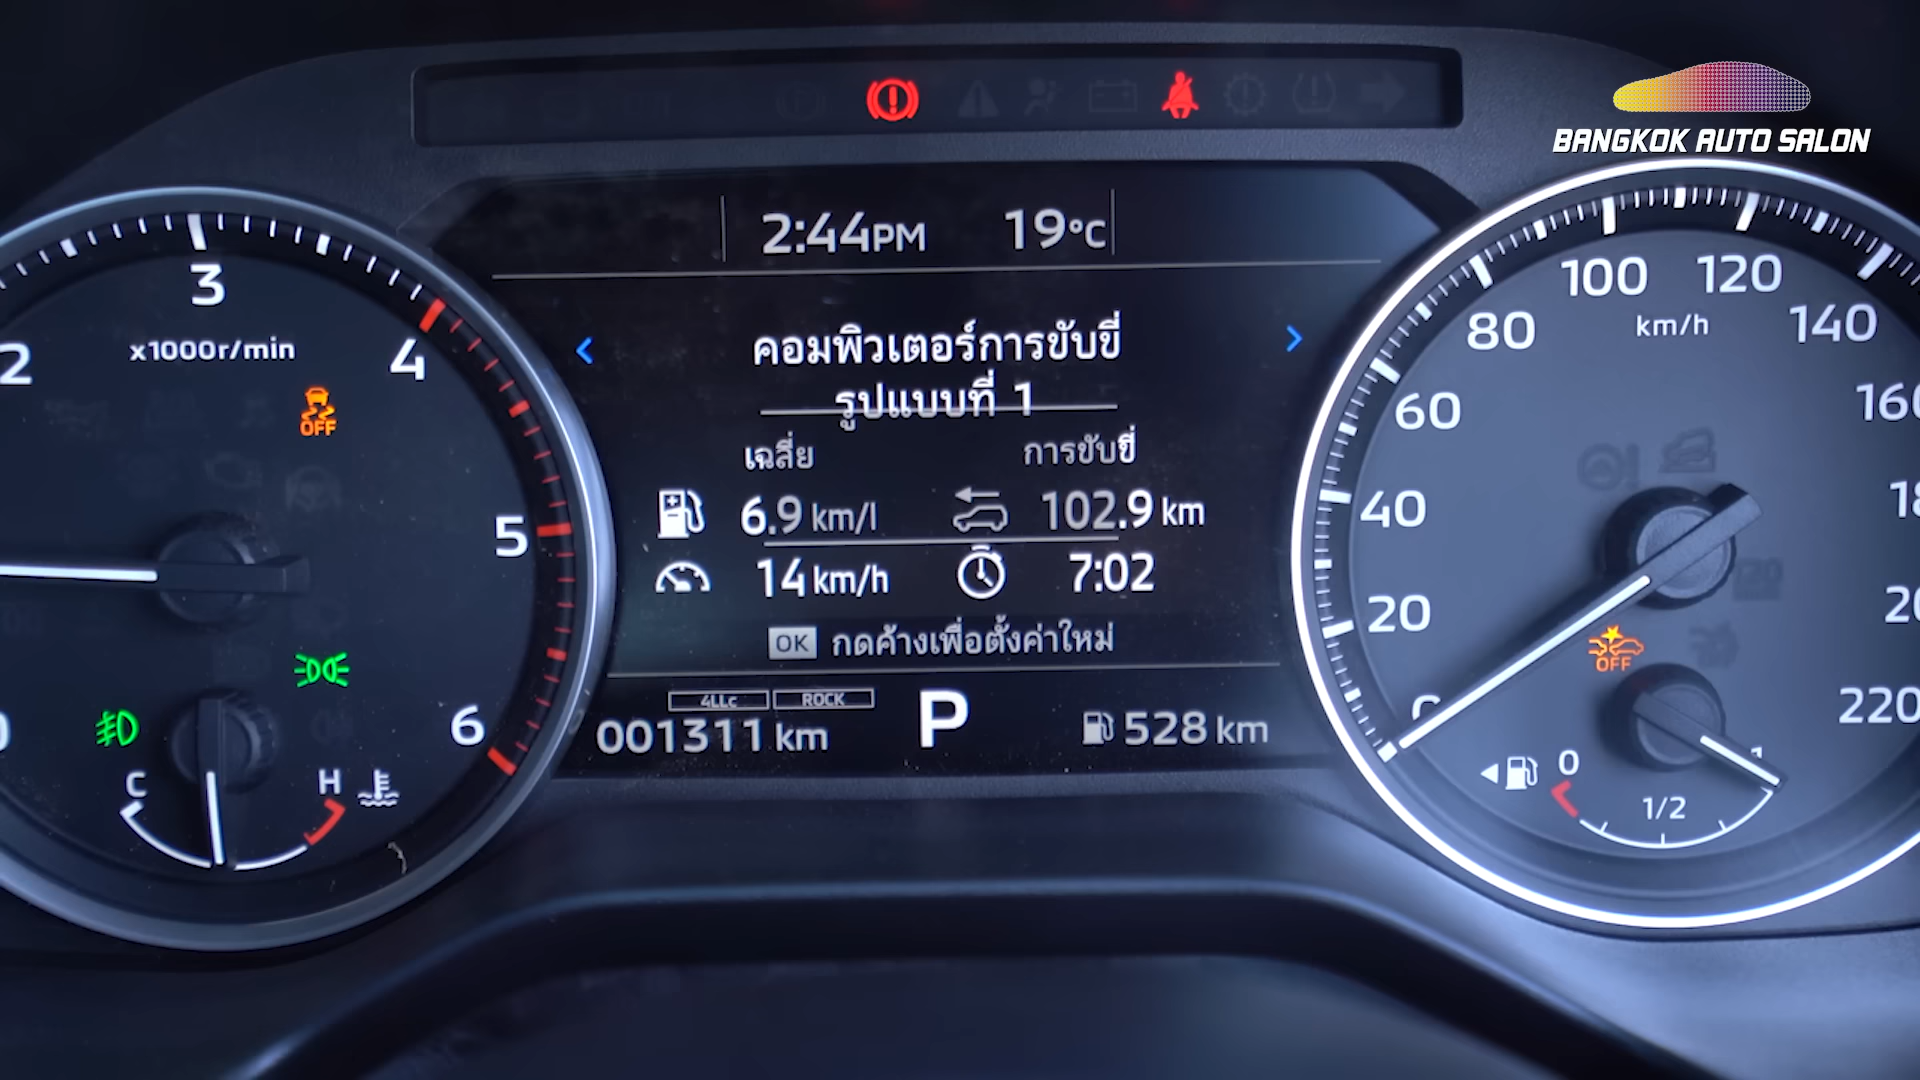 BANGKOK AUTO SALON
2:44PM 19°C
คอมพิวเตอร์การขับขี่
รูปแบบที่ 1
เฉลี่ย การขับขี่
6.9 km/l 102.9 km
14 km/h 7:02
OK กดค้างเพื่อตั้งค่าใหม่
4LLc ROCK
001311 km P 528 km
2 3 4 5 6
x1000r/min
OFF
C H
0 20 40 60 80 100 120 140 160 220
km/h
OFF
0 1/2 1